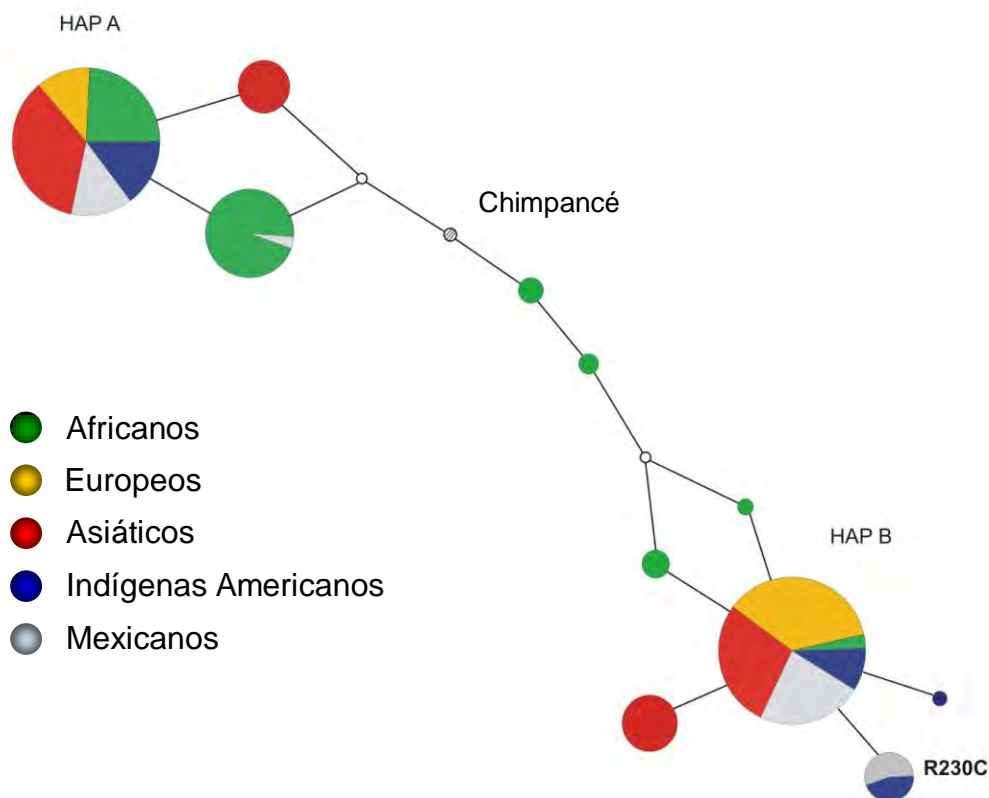 HAP A
Chimpancé
Africanos
Europeos
Asiáticos
Indígenas Americanos
Mexicanos
HAP B
R230C